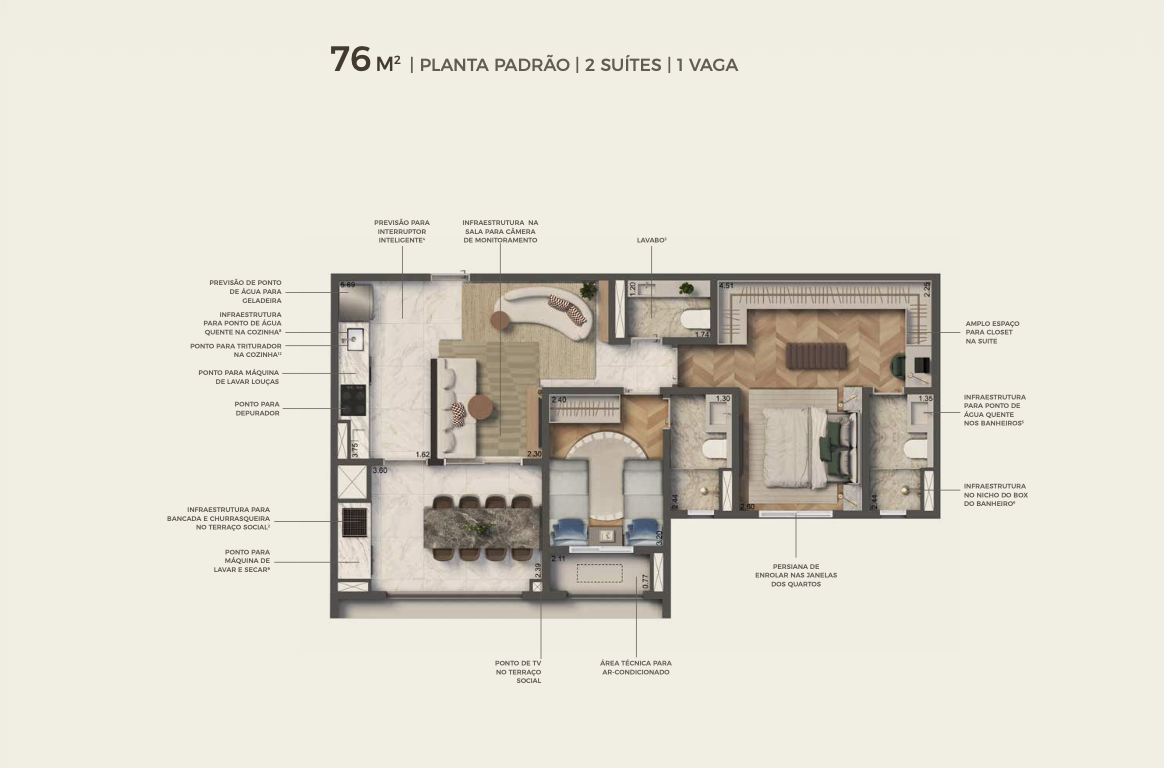 76 M² | PLANTA PADRÃO | 2 SUÍTES | 1 VAGA
PREVISÃO PARA
INTERRUPTOR
INTELIGENTE⁵
INFRAESTRUTURA NA
SALA PARA CÂMERA
DE MONITORAMENTO
LAVABO³
PREVISÃO DE PONTO
DE ÁGUA PARA
GELADEIRA
INFRAESTRUTURA
PARA PONTO DE ÁGUA
QUENTE NA COZINHA⁸
PONTO PARA TRITURADOR
NA COZINHA¹²
PONTO PARA MÁQUINA
DE LAVAR LOUÇAS
PONTO PARA
DEPURADOR
INFRAESTRUTURA PARA
BANCADA E CHURRASQUEIRA
NO TERRAÇO SOCIAL²
PONTO PARA
MÁQUINA DE
LAVAR E SECAR⁸
6.69
1.20
1.74
4.51
2.25
2.40
1.30
1.35
3.75
1.62
2.30
3.60
2.44
2.60
2.44
3.20
2.11
2.39
0.77
AMPLO ESPAÇO
PARA CLOSET
NA SUITE
INFRAESTRUTURA
PARA PONTO DE
ÁGUA QUENTE
NOS BANHEIROS⁵
INFRAESTRUTURA
NO NICHO DO BOX
DO BANHEIRO⁶
PERSIANA DE
ENROLAR NAS JANELAS
DOS QUARTOS
PONTO DE TV
NO TERRAÇO
SOCIAL
ÁREA TÉCNICA PARA
AR-CONDICIONADO